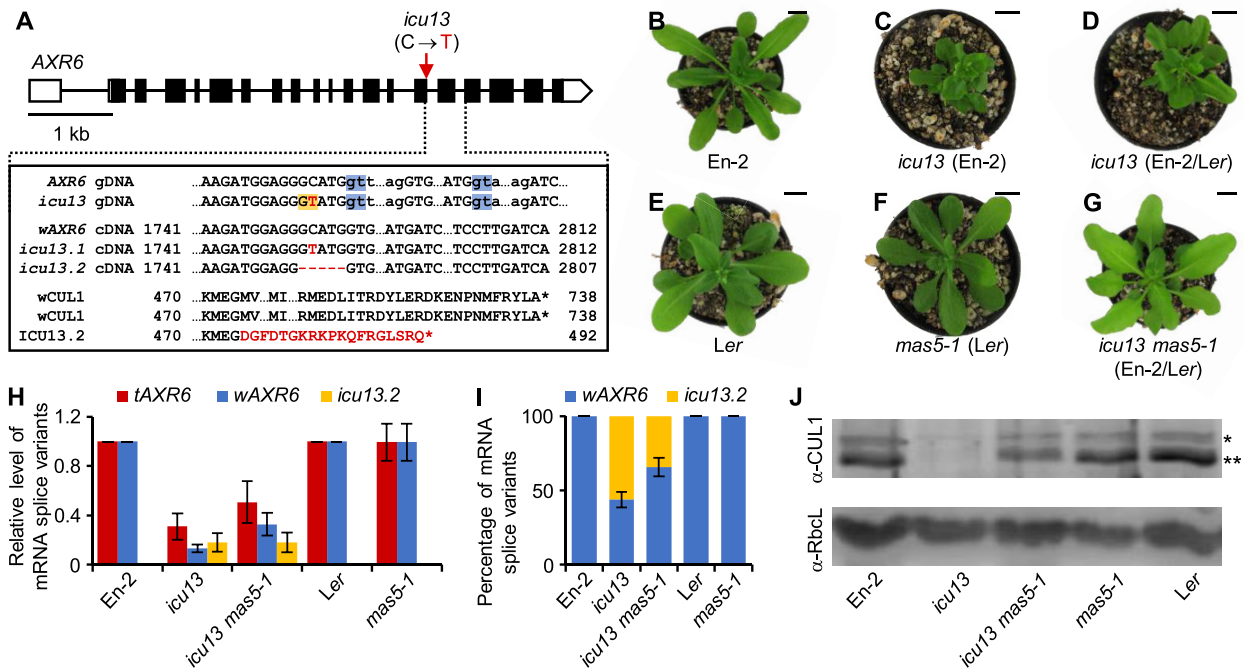 A
AXR6
icu13
(C → T)
1 kb
AXR6 gDNA …AAGATGGAGGGCATGgtt…agGTG…ATGgta…agATC…
icu13 gDNA …AAGATGGAGGGTATGgtt…agGTG…ATGgta…agATC…
wAXR6 cDNA 1741 …AAGATGGAGGGCATGGTG…ATGATC…TCCTTGATCA 2812
icu13.1 cDNA 1741 …AAGATGGAGGGTATGGTG…ATGATC…TCCTTGATCA 2812
icu13.2 cDNA 1741 …AAGATGGAGG-----GTG…ATGATC…TCCTTGATCA 2807
wCUL1 470 …KMEGMV…MI…RMEDLITRDYLERDKENPNMFRYLA* 738
wCUL1 470 …KMEGMV…MI…RMEDLITRDYLERDKENPNMFRYLA* 738
ICU13.2 470 …KMEGDGFDTGKRKPKQFRGLSRQ* 492
B
En-2
C
icu13 (En-2)
D
icu13 (En-2/Ler)
E
Ler
F
mas5-1 (Ler)
G
icu13 mas5-1
(En-2/Ler)
H
tAXR6 wAXR6 icu13.2
Relative level of
mRNA splice variants
1.2
0.8
0.4
0
En-2
icu13
icu13 mas5-1
Ler
mas5-1
I
wAXR6 icu13.2
Percentage of mRNA
splice variants
100
50
0
En-2
icu13
icu13 mas5-1
Ler
mas5-1
J
α-CUL1
*
**
α-RbcL
En-2
icu13
icu13 mas5-1
mas5-1
Ler